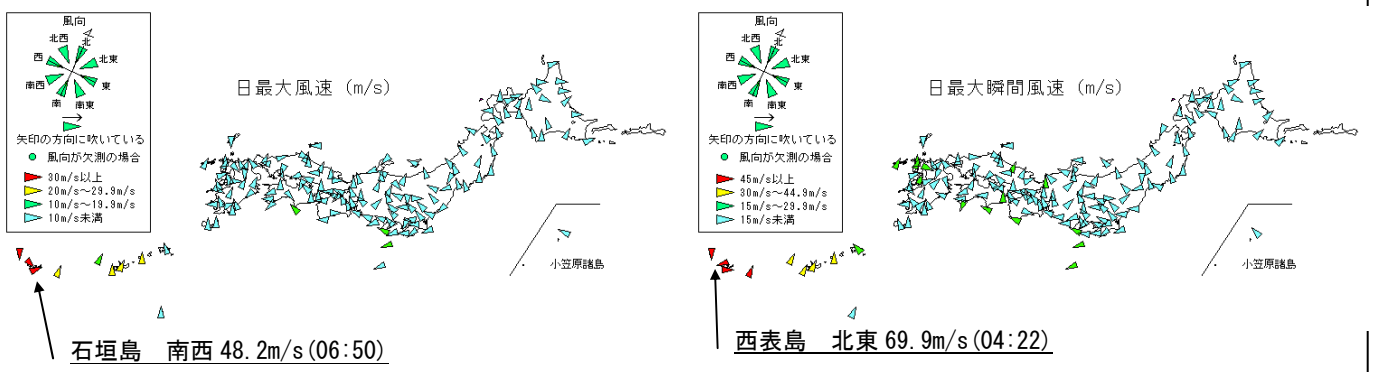 風向
北西
北
西
北東
南西
東
南
南東
矢印の方向に吹いている
風向が欠測の場合
30m/s以上
20m/s～29.9m/s
10m/s～19.9m/s
10m/s未満
日最大風速 (m/s)
小笠原諸島
石垣島　南西 48.2m/s(06:50)
風向
北西
北
西
北東
南西
東
南
南東
矢印の方向に吹いている
風向が欠測の場合
45m/s以上
30m/s～44.9m/s
15m/s～29.9m/s
15m/s未満
日最大瞬間風速 (m/s)
小笠原諸島
西表島　北東 69.9m/s(04:22)